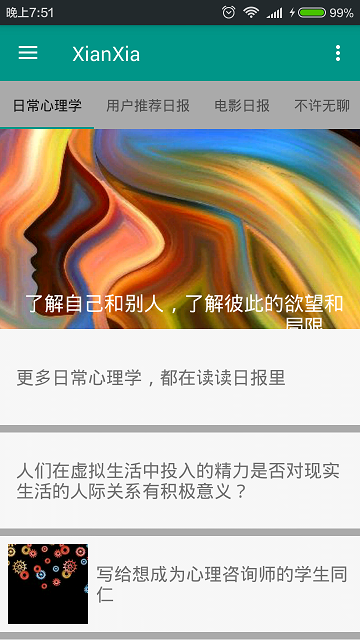 晚上7:51
99%
XianXia
日常心理学
用户推荐日报
电影日报
不许无聊
了解自己和别人，了解彼此的欲望和
局限
更多日常心理学，都在读读日报里
人们在虚拟生活中投入的精力是否对现实
生活的人际关系有积极意义？
写给想成为心理咨询师的学生同
仁